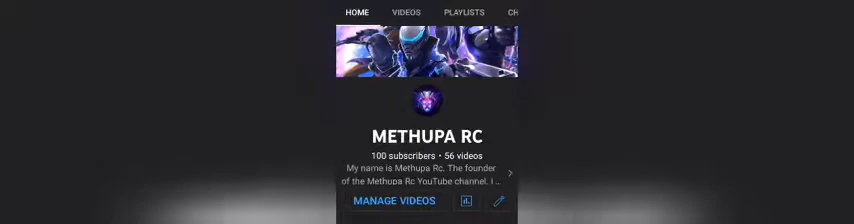 HOME VIDEOS PLAYLISTS CH
METHUPA RC
100 subscribers • 56 videos
My name is Methupa Rc. The founder
of the Methupa Rc YouTube channel. I ...
MANAGE VIDEOS